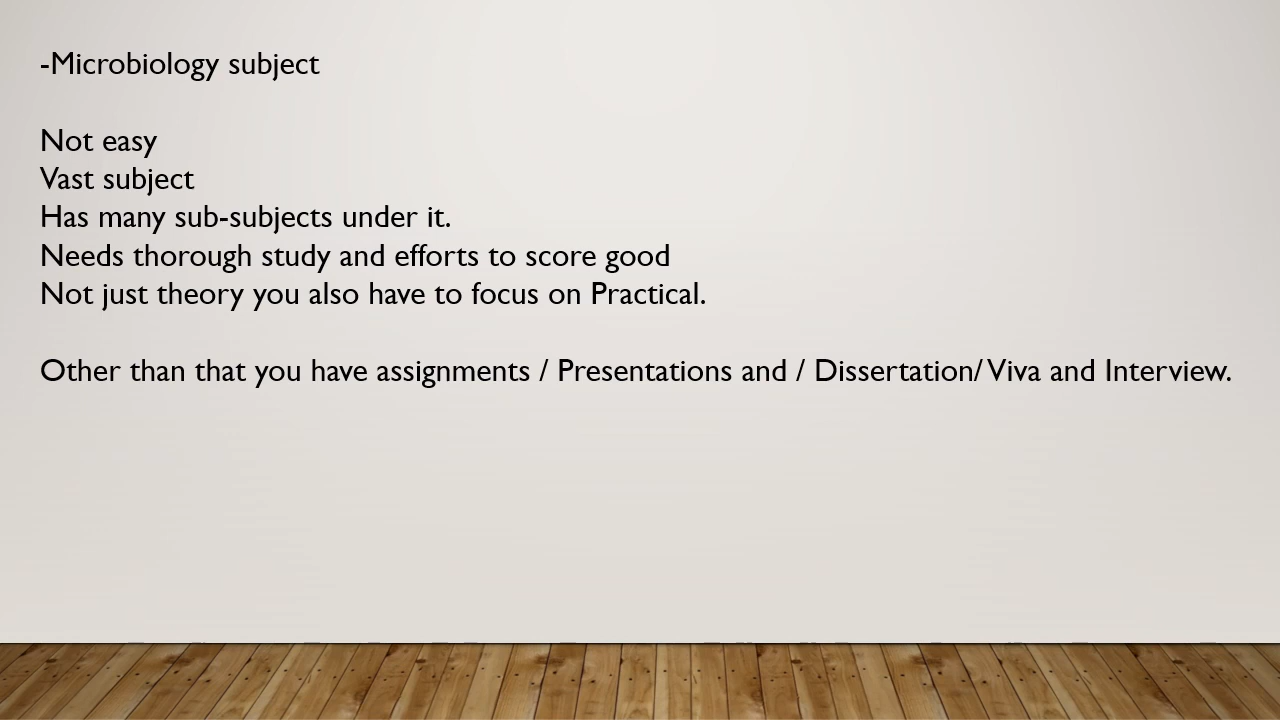 -Microbiology subject
Not easy
Vast subject
Has many sub-subjects under it.
Needs thorough study and efforts to score good
Not just theory you also have to focus on Practical.
Other than that you have assignments / Presentations and / Dissertation/ Viva and Interview.